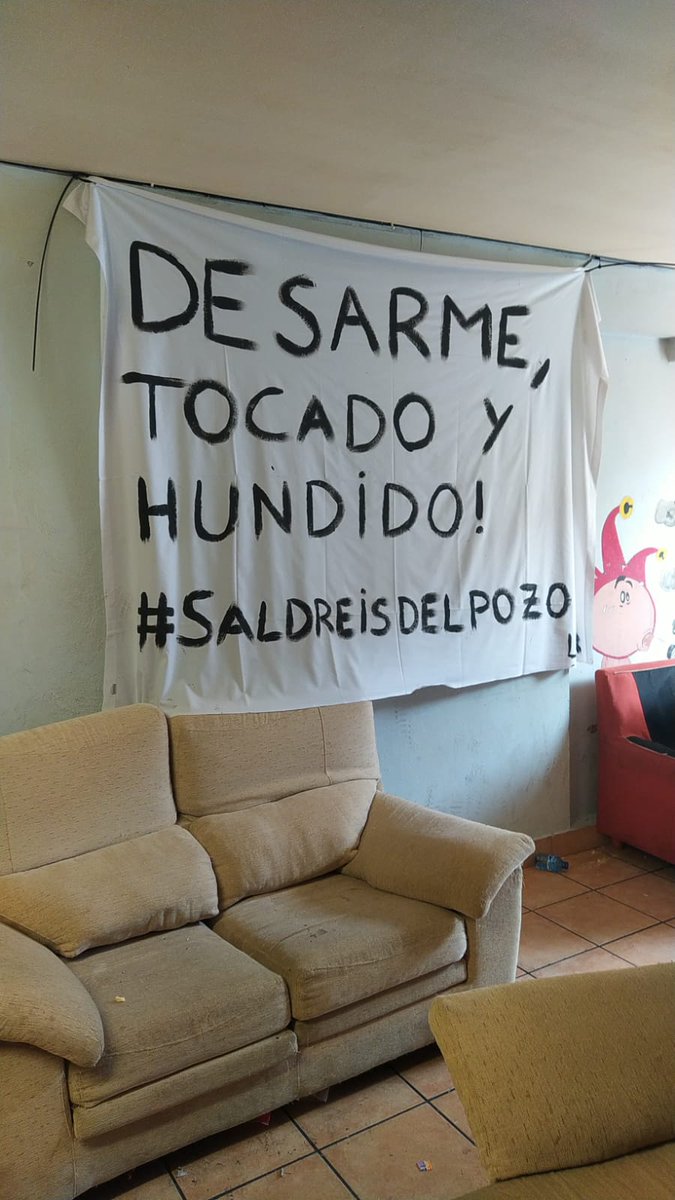 DESARME,
TOCADO Y
HUNDIDO!
#SALDREISDELPOZO